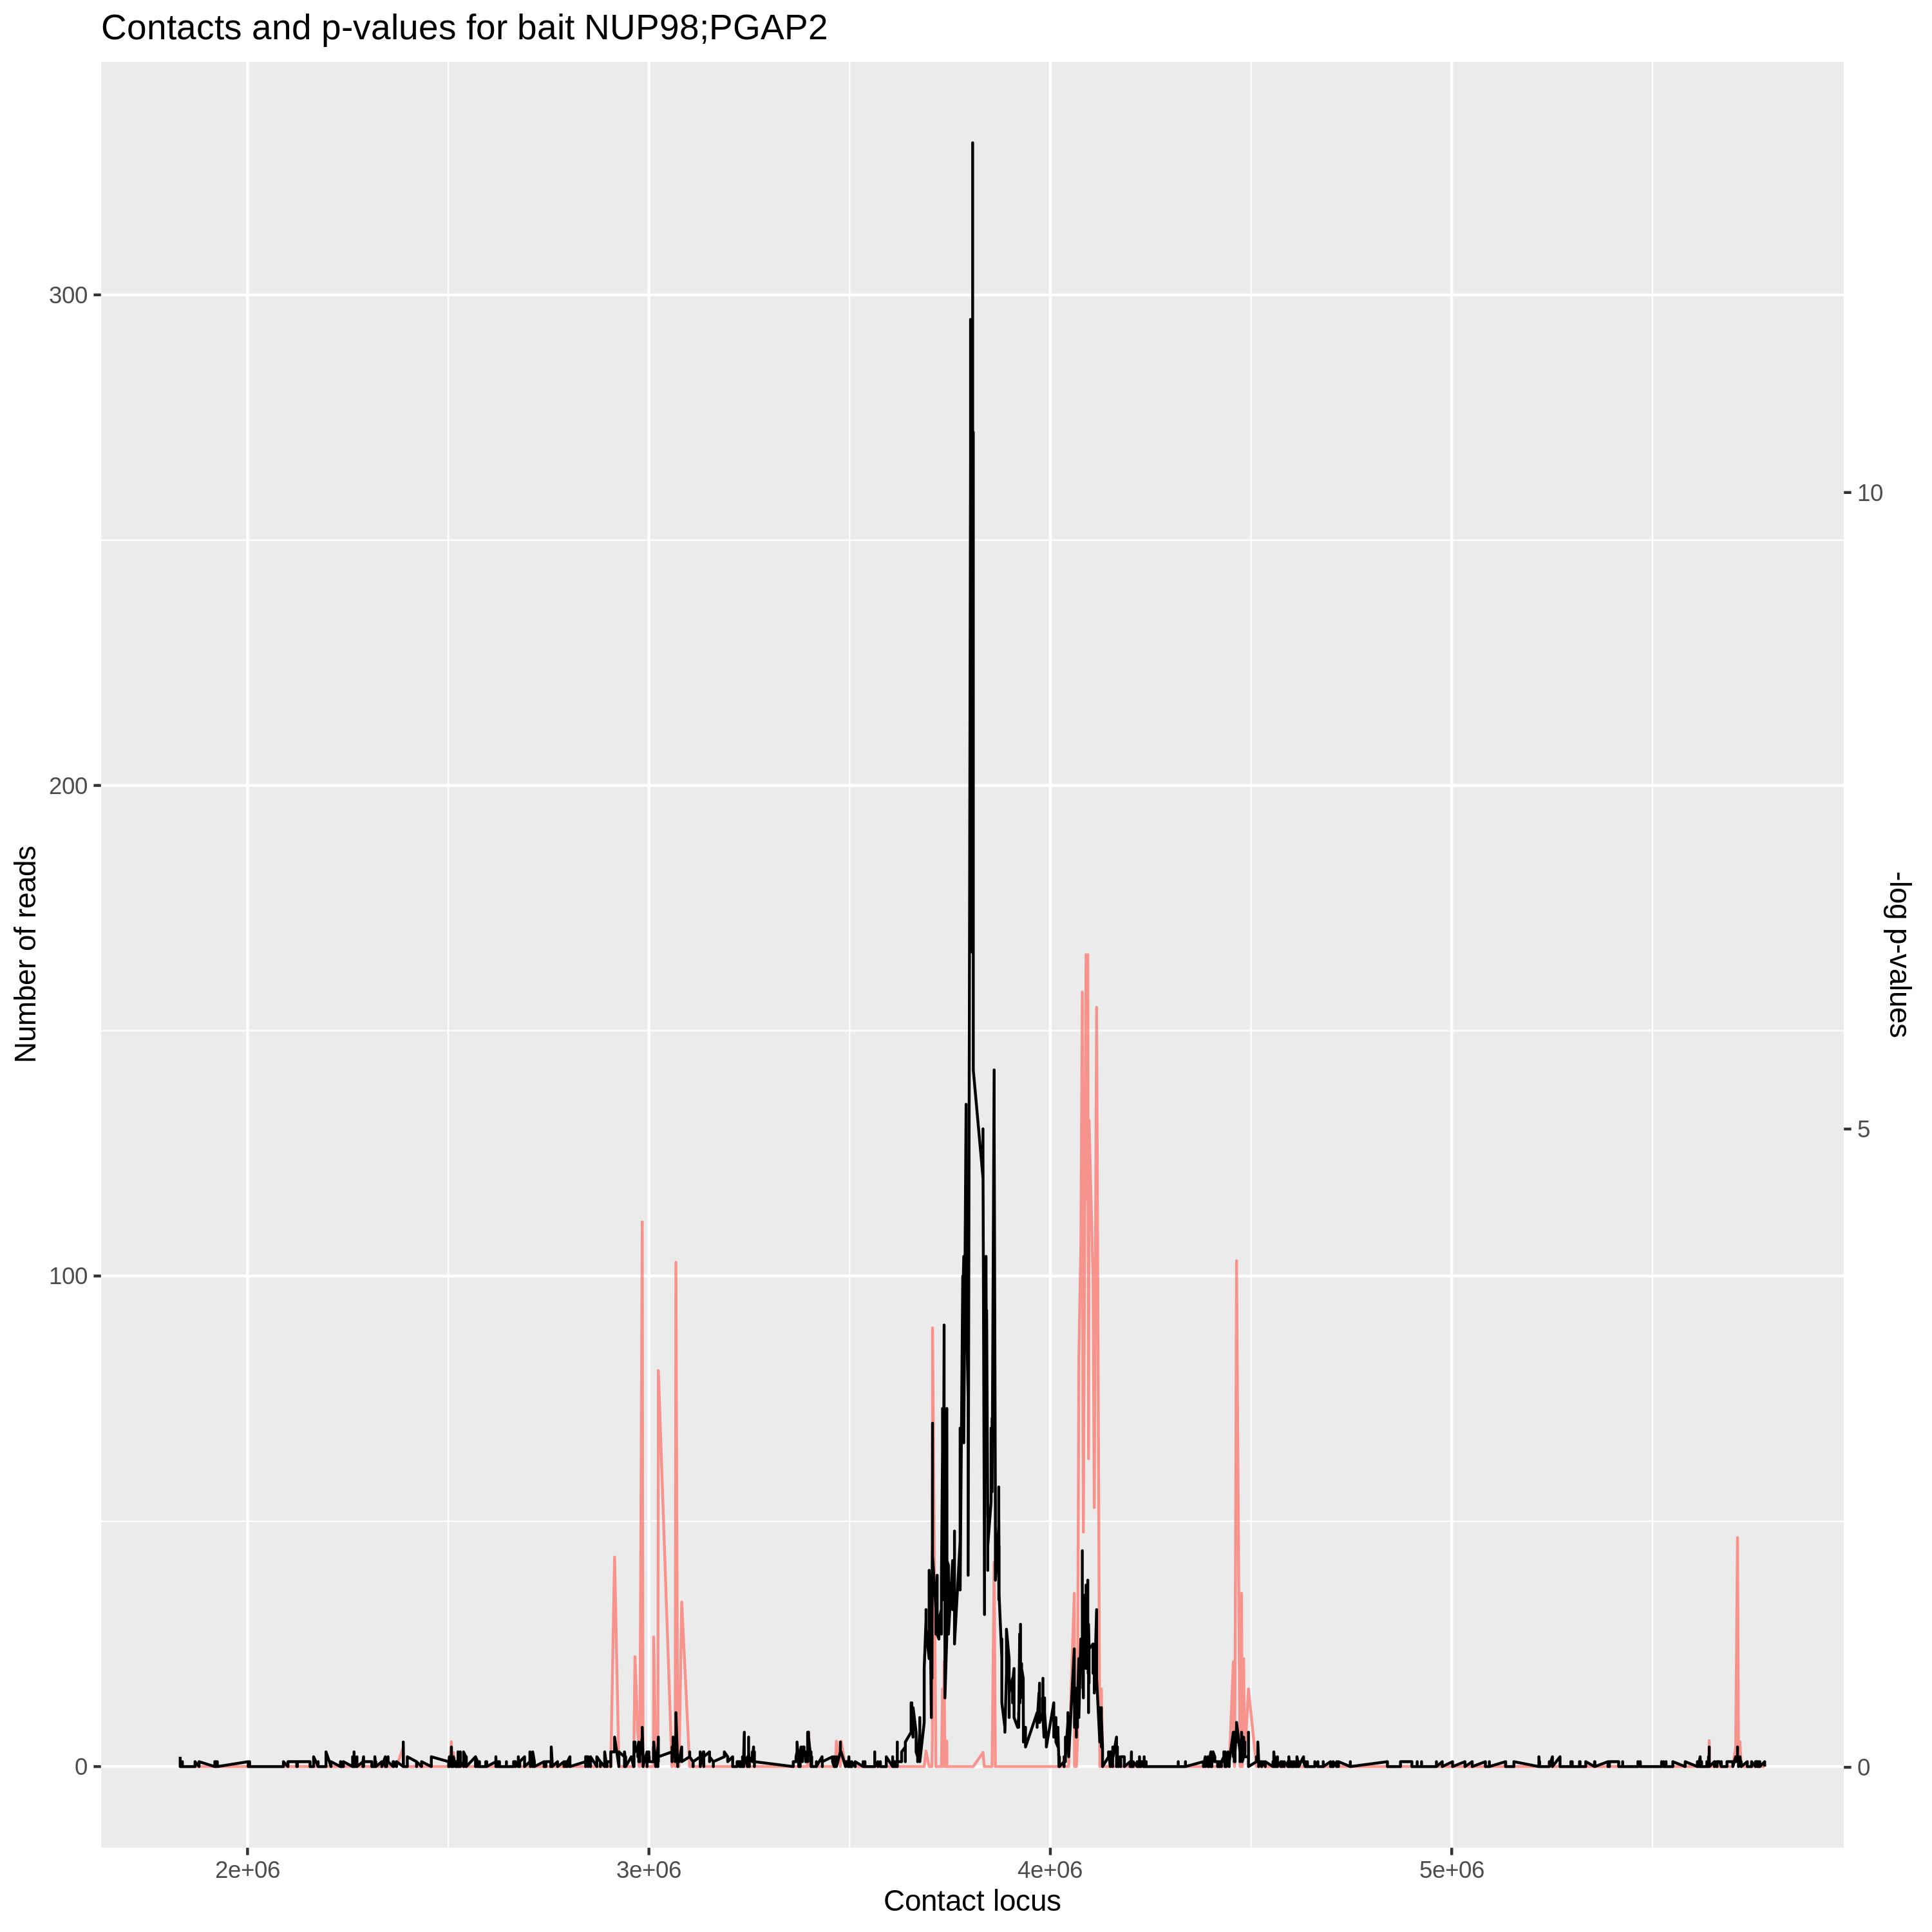 Contacts and p-values for bait NUP98;PGAP2
300
200
100
0
Number of reads
10
5
0
-log p-values
2e+06
3e+06
4e+06
5e+06
Contact locus